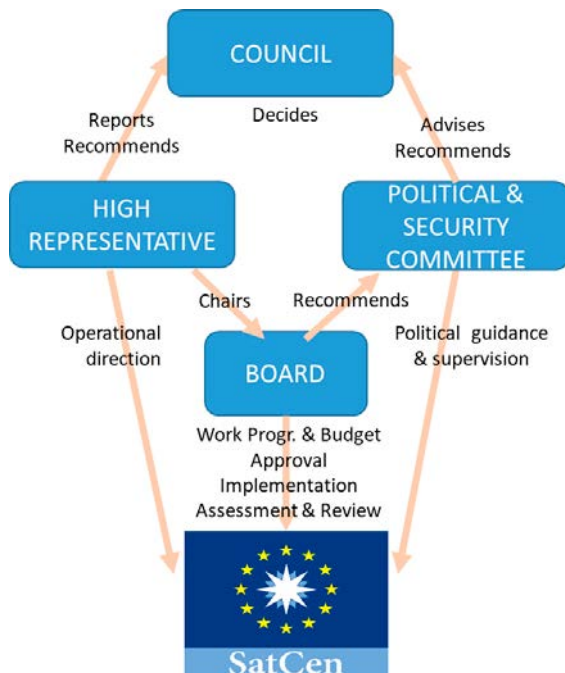 COUNCIL
Decides
Reports
Recommends
Advises
Recommends
HIGH
REPRESENTATIVE
POLITICAL &
SECURITY
COMMITTEE
Chairs
Recommends
Operational
direction
Political guidance
& supervision
BOARD
Work Progr. & Budget
Approval
Implementation
Assessment & Review
SatCen